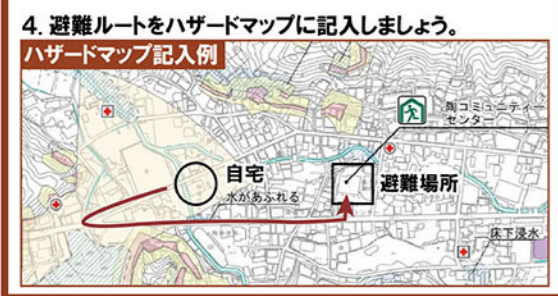 4. 避難ルートをハザードマップに記入しましょう。
ハザードマップ記入例
陶コミュニティー
センター
自宅
水があふれる
避難場所
床下浸水